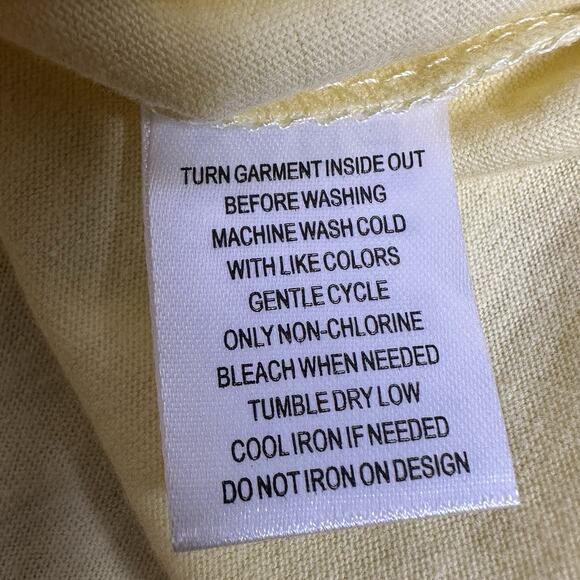 TURN GARMENT INSIDE OUT
BEFORE WASHING
MACHINE WASH COLD
WITH LIKE COLORS
GENTLE CYCLE
ONLY NON-CHLORINE
BLEACH WHEN NEEDED
TUMBLE DRY LOW
COOL IRON IF NEEDED
DO NOT IRON ON DESIGN